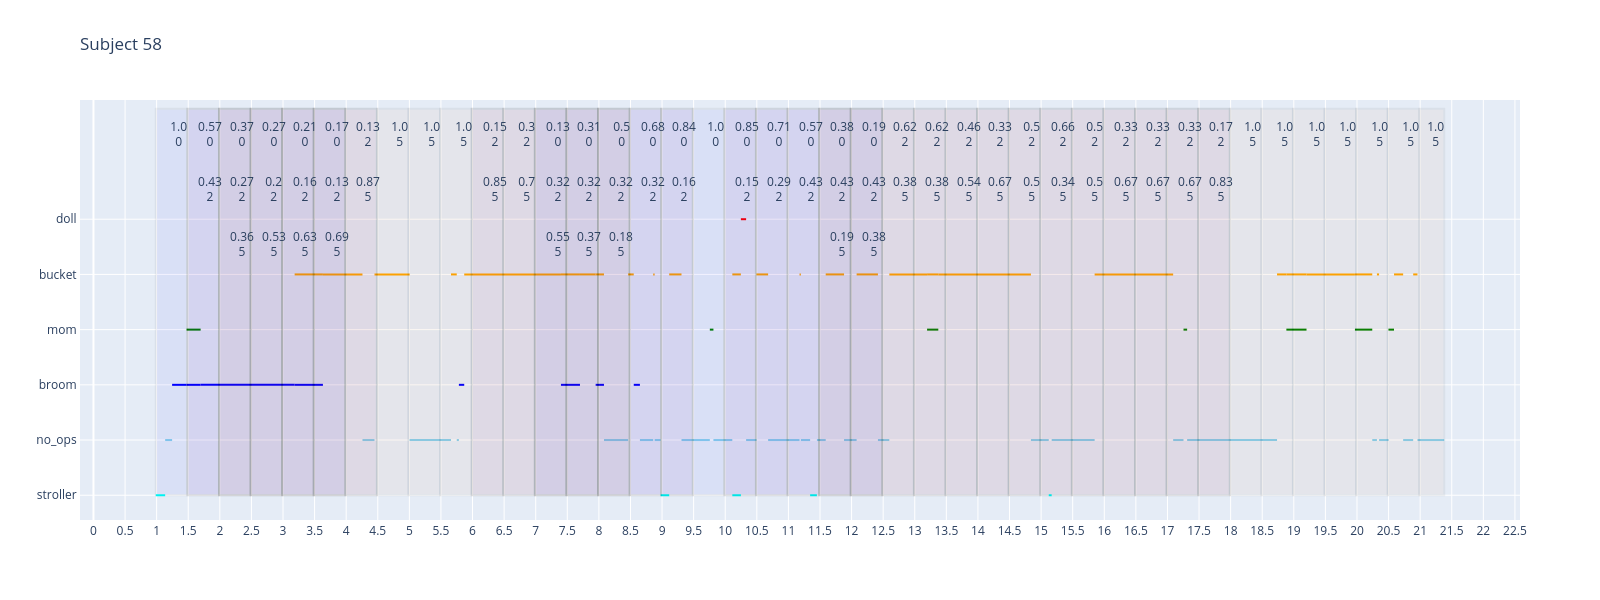 Subject 58
1.0 0.57 0.37 0.27 0.21 0.17 0.13 1.0 1.0 1.0 0.15 0.3 0.13 0.31 0.5 0.68 0.84 1.0 0.85 0.71 0.57 0.38 0.19 0.62 0.62 0.46 0.33 0.5 0.66 0.5 0.33 0.33 0.33 0.17 1.0 1.0 1.0 1.0 1.0 1.0 1.0
0 0 0 0 0 0 2 5 5 5 2 2 0 0 0 0 0 0 0 0 0 0 0 2 2 2 2 2 2 2 2 2 2 2 5 5 5 5 5 5 5
0.43 0.27 0.2 0.16 0.13 0.87 0.85 0.7 0.32 0.32 0.32 0.32 0.16 0.15 0.29 0.43 0.43 0.43 0.38 0.38 0.54 0.67 0.5 0.34 0.5 0.67 0.67 0.67 0.83
2 2 2 2 2 5 5 5 2 2 2 2 2 2 2 2 2 2 5 5 5 5 5 5 5 5 5 5 5
doll
0.36 0.53 0.63 0.69 0.55 0.37 0.18 0.19 0.38
5 5 5 5 5 5 5 5 5
bucket
mom
broom
no_ops
stroller
0 0.5 1 1.5 2 2.5 3 3.5 4 4.5 5 5.5 6 6.5 7 7.5 8 8.5 9 9.5 10 10.5 11 11.5 12 12.5 13 13.5 14 14.5 15 15.5 16 16.5 17 17.5 18 18.5 19 19.5 20 20.5 21 21.5 22 22.5